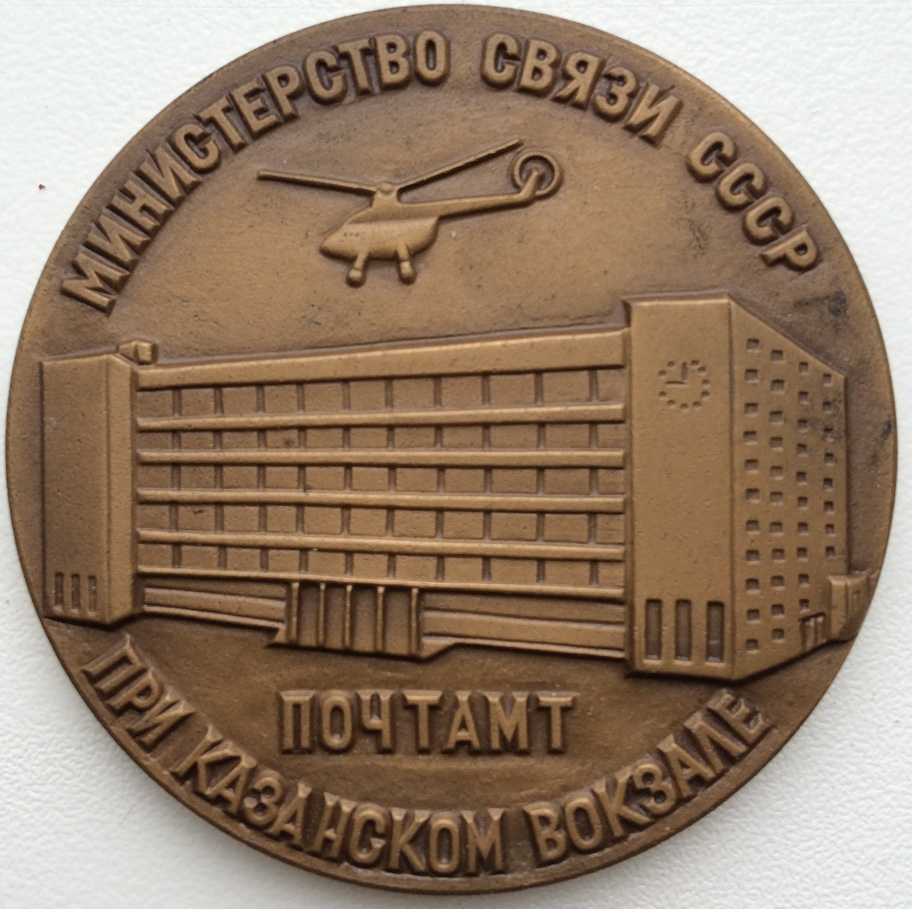 МИНИСТЕРСТВО СВЯЗИ СССР
ПОЧТАМТ
ПРИ КАЗАНСКОМ ВОКЗАЛЕ